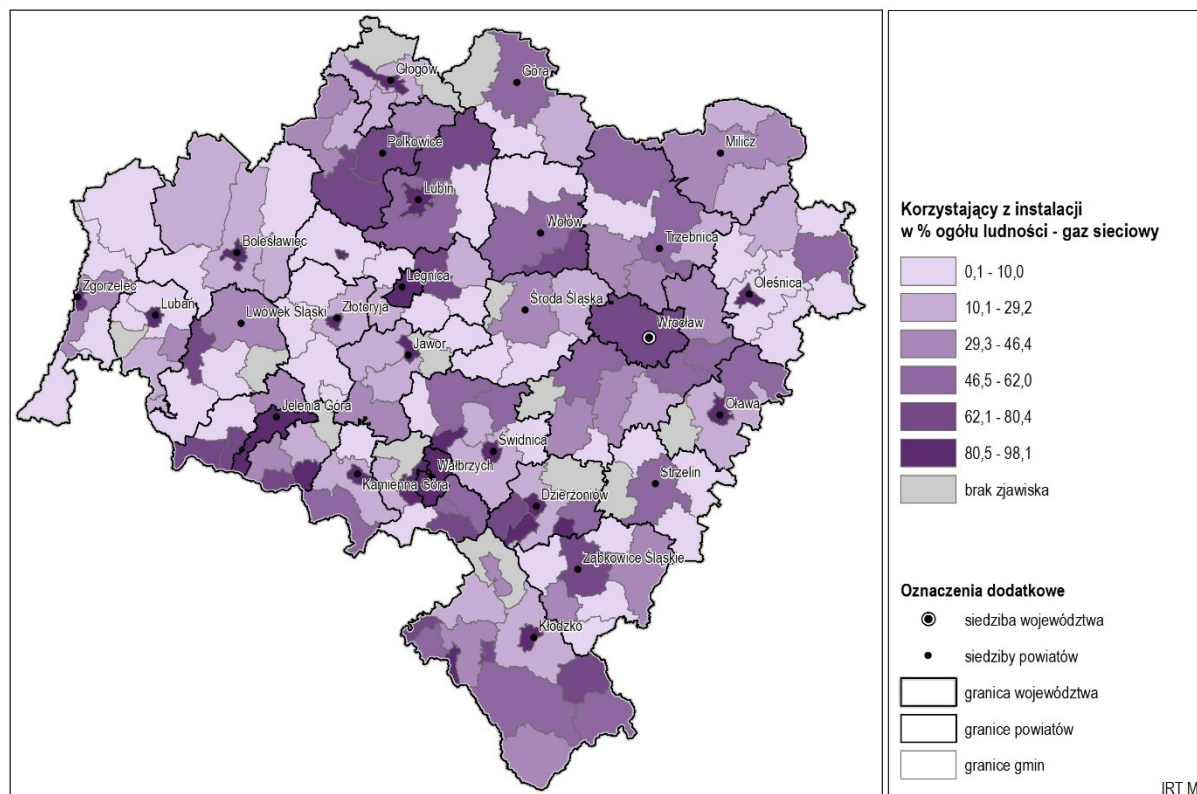 Głogów
Góra
Polkowice
Milicz
Lubin
Wołów
Trzebnica
Bolesławiec
Legnica
Oleśnica
Zgorzelec
Lubań
Lwówek Śląski
Złotoryja
Środa Śląska
Wrocław
Jawor
Jelenia Góra
Oława
Świdnica
Wałbrzych
Kamienna Góra
Strzelin
Dzierżoniów
Ząbkowice Śląskie
Kłodzko
Korzystający z instalacji
w % ogółu ludności - gaz sieciowy
0,1 - 10,0
10,1 - 29,2
29,3 - 46,4
46,5 - 62,0
62,1 - 80,4
80,5 - 98,1
brak zjawiska
Oznaczenia dodatkowe
siedziba województwa
siedziby powiatów
granica województwa
granice powiatów
granice gmin
IRT M